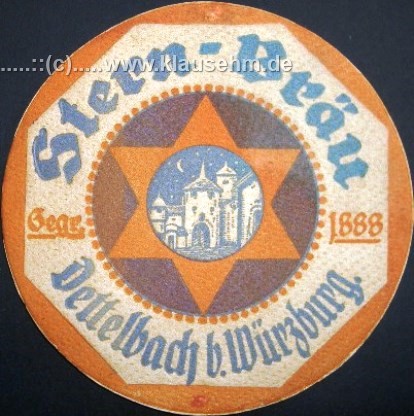 .....::(c).....www.klausehm.de
Stern-Bräu
Gegr. 1888
Dettelbach b. Würzburg.